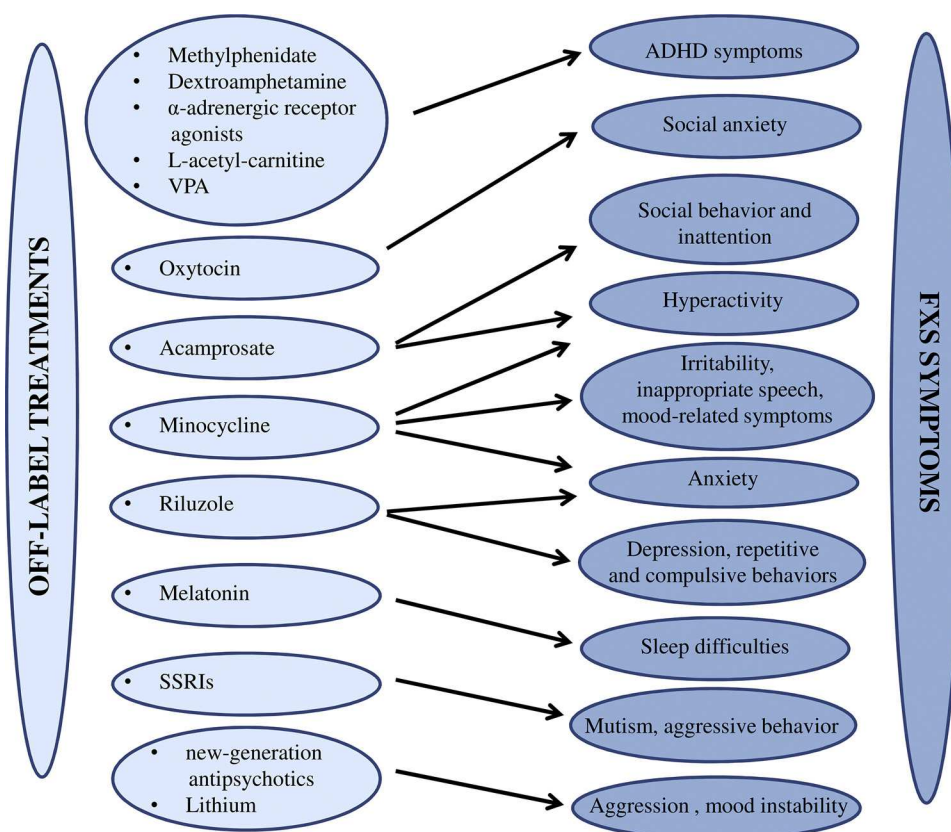 OFF-LABEL TREATMENTS
• Methylphenidate
• Dextroamphetamine
• α-adrenergic receptor
agonists
• L-acetyl-carnitine
• VPA
• Oxytocin
• Acamprosate
• Minocycline
• Riluzole
• Melatonin
• SSRIs
• new-generation
antipsychotics
• Lithium
ADHD symptoms
Social anxiety
Social behavior and
inattention
Hyperactivity
Irritability,
inappropriate speech,
mood-related symptoms
Anxiety
Depression, repetitive
and compulsive behaviors
Sleep difficulties
Mutism, aggressive behavior
Aggression , mood instability
FXS SYMPTOMS